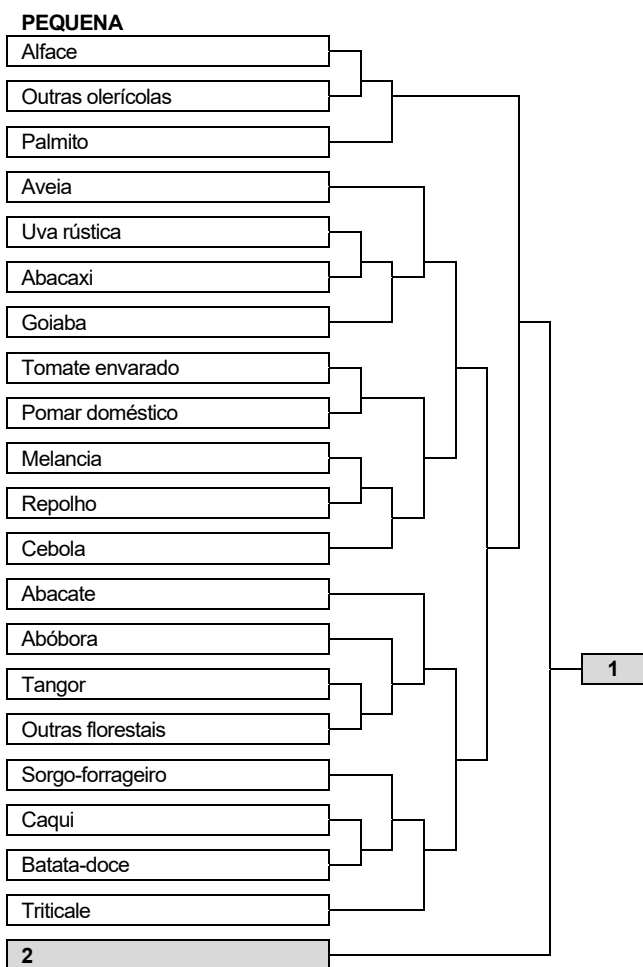 PEQUENA
Alface
Outras olerícolas
Palmito
Aveia
Uva rústica
Abacaxi
Goiaba
Tomate envarado
Pomar doméstico
Melancia
Repolho
Cebola
Abacate
Abóbora
Tangor
Outras florestais
Sorgo-forrageiro
Caqui
Batata-doce
Triticale
2
1